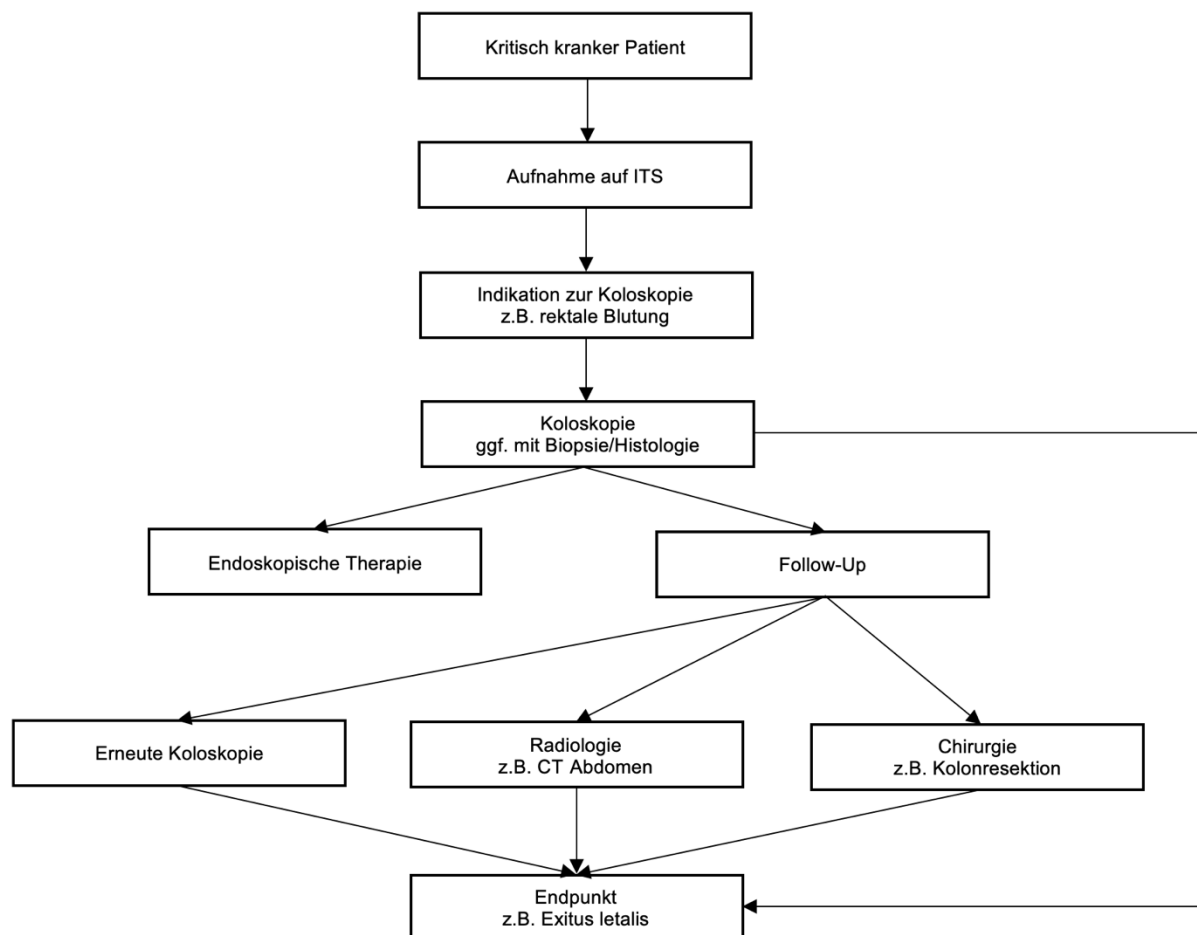 Kritisch kranker Patient
Aufnahme auf ITS
Indikation zur Koloskopie
z.B. rektale Blutung
Koloskopie
ggf. mit Biopsie/Histologie
Endoskopische Therapie
Follow-Up
Erneute Koloskopie
Radiologie
z.B. CT Abdomen
Chirurgie
z.B. Kolonresektion
Endpunkt
z.B. Exitus letalis